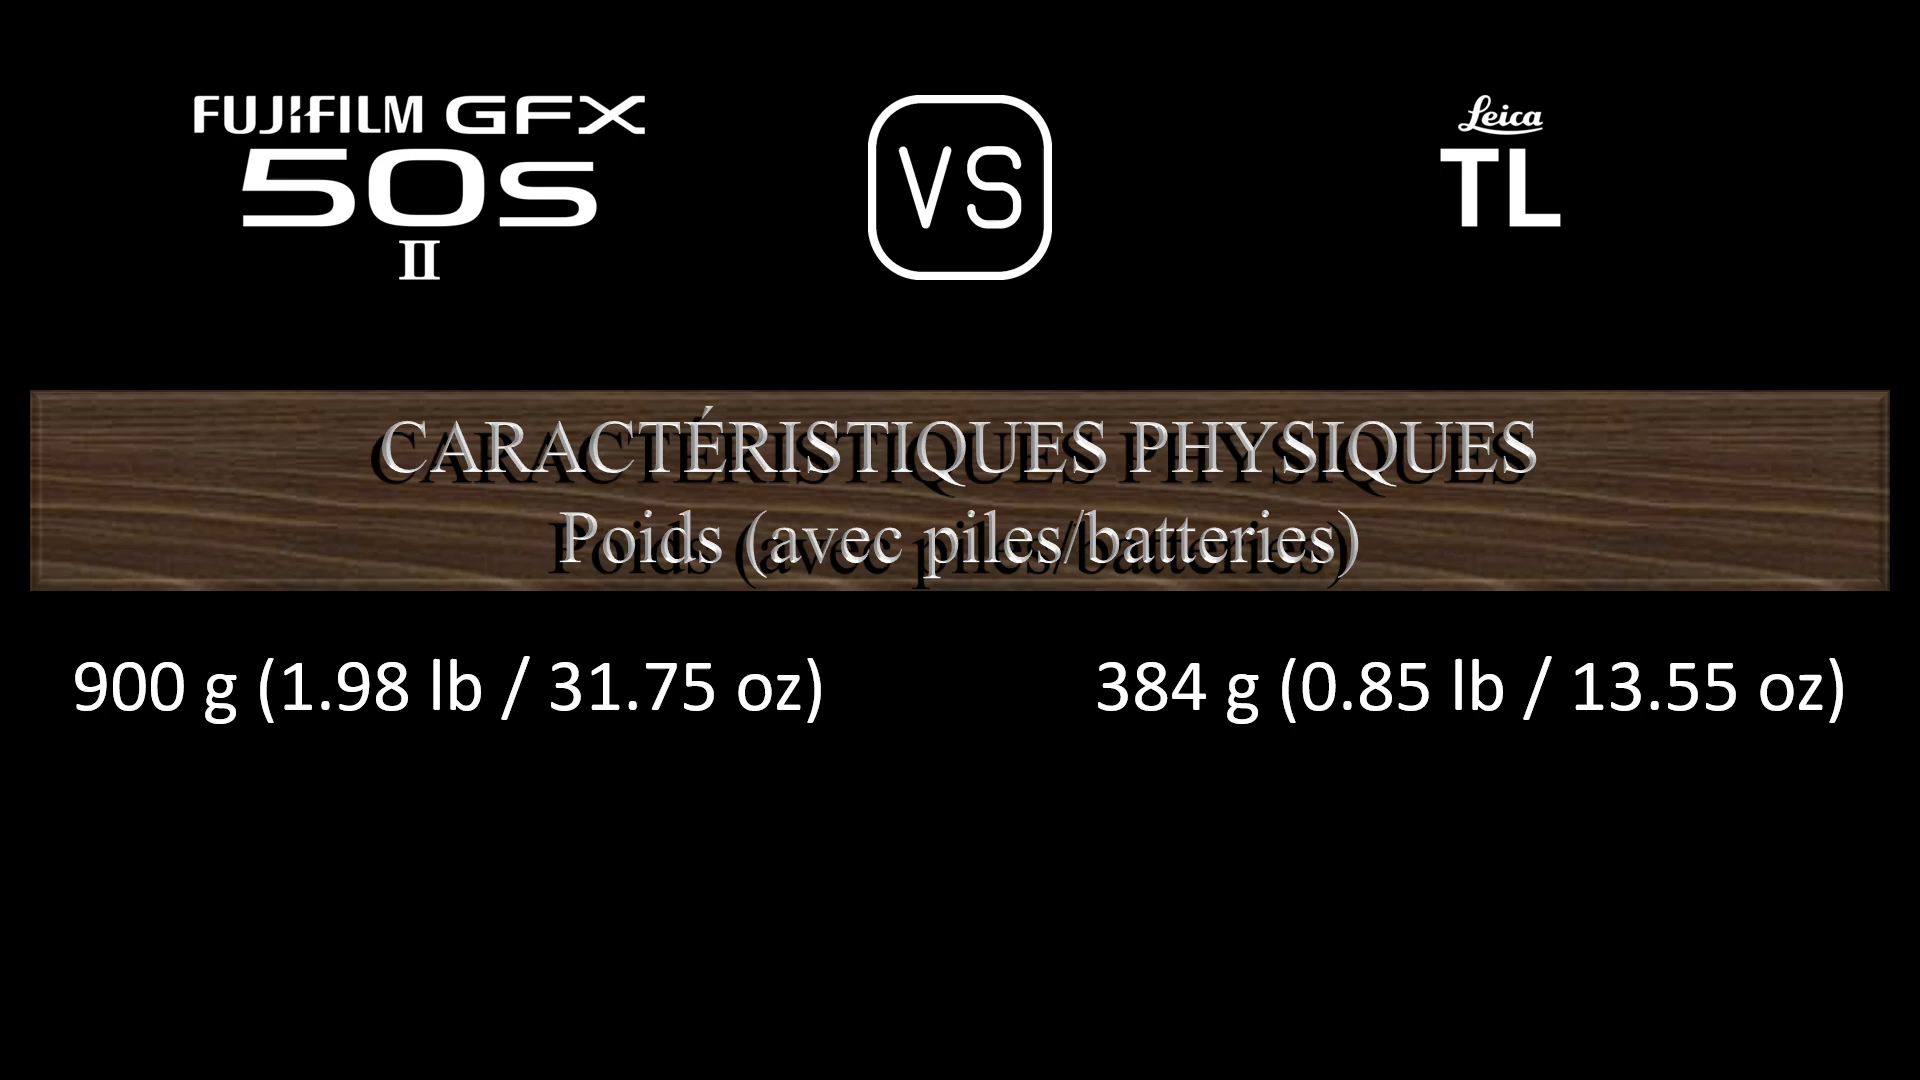 FUJIFILM GFX
50s
II
VS
Leica
TL
CARACTÉRISTIQUES PHYSIQUES
Poids (avec piles/batteries)
900 g (1.98 lb / 31.75 oz)
384 g (0.85 lb / 13.55 oz)